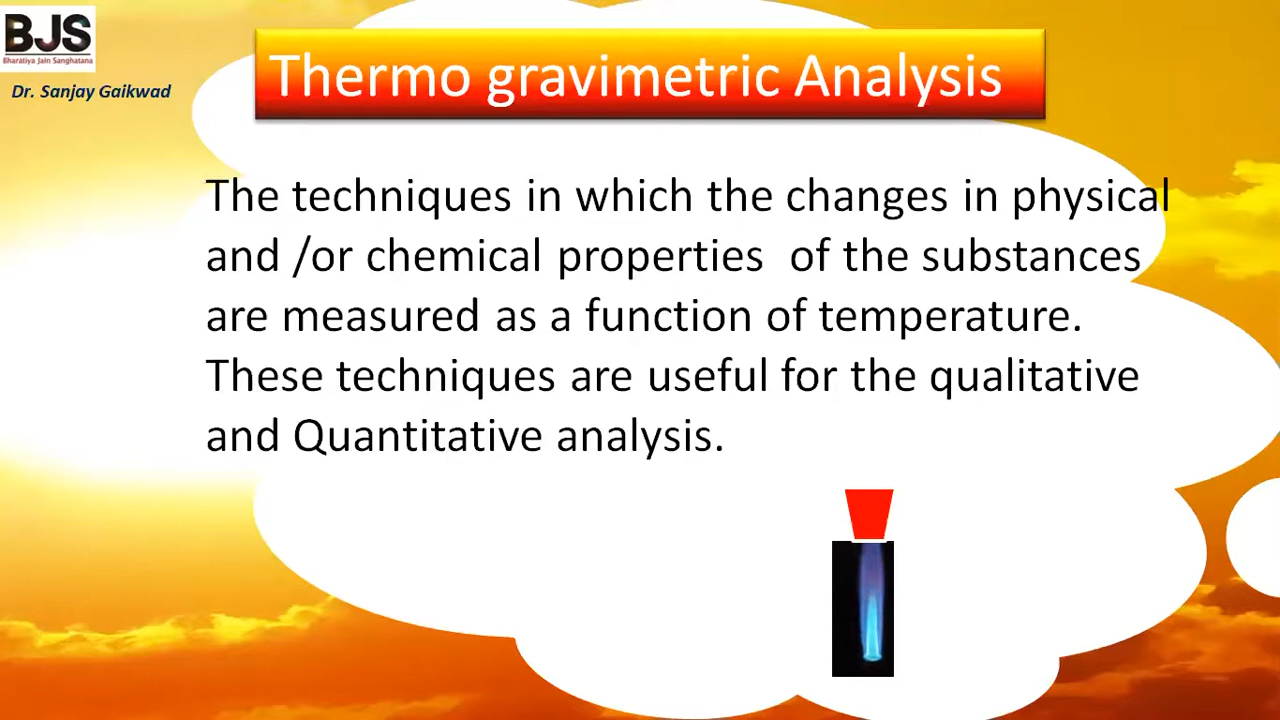 BJS
Bharatiya Jain Sanghatana
Dr. Sanjay Gaikwad
Thermo gravimetric Analysis
The techniques in which the changes in physical
and /or chemical properties  of the substances
are measured as a function of temperature.
These techniques are useful for the qualitative
and Quantitative analysis.